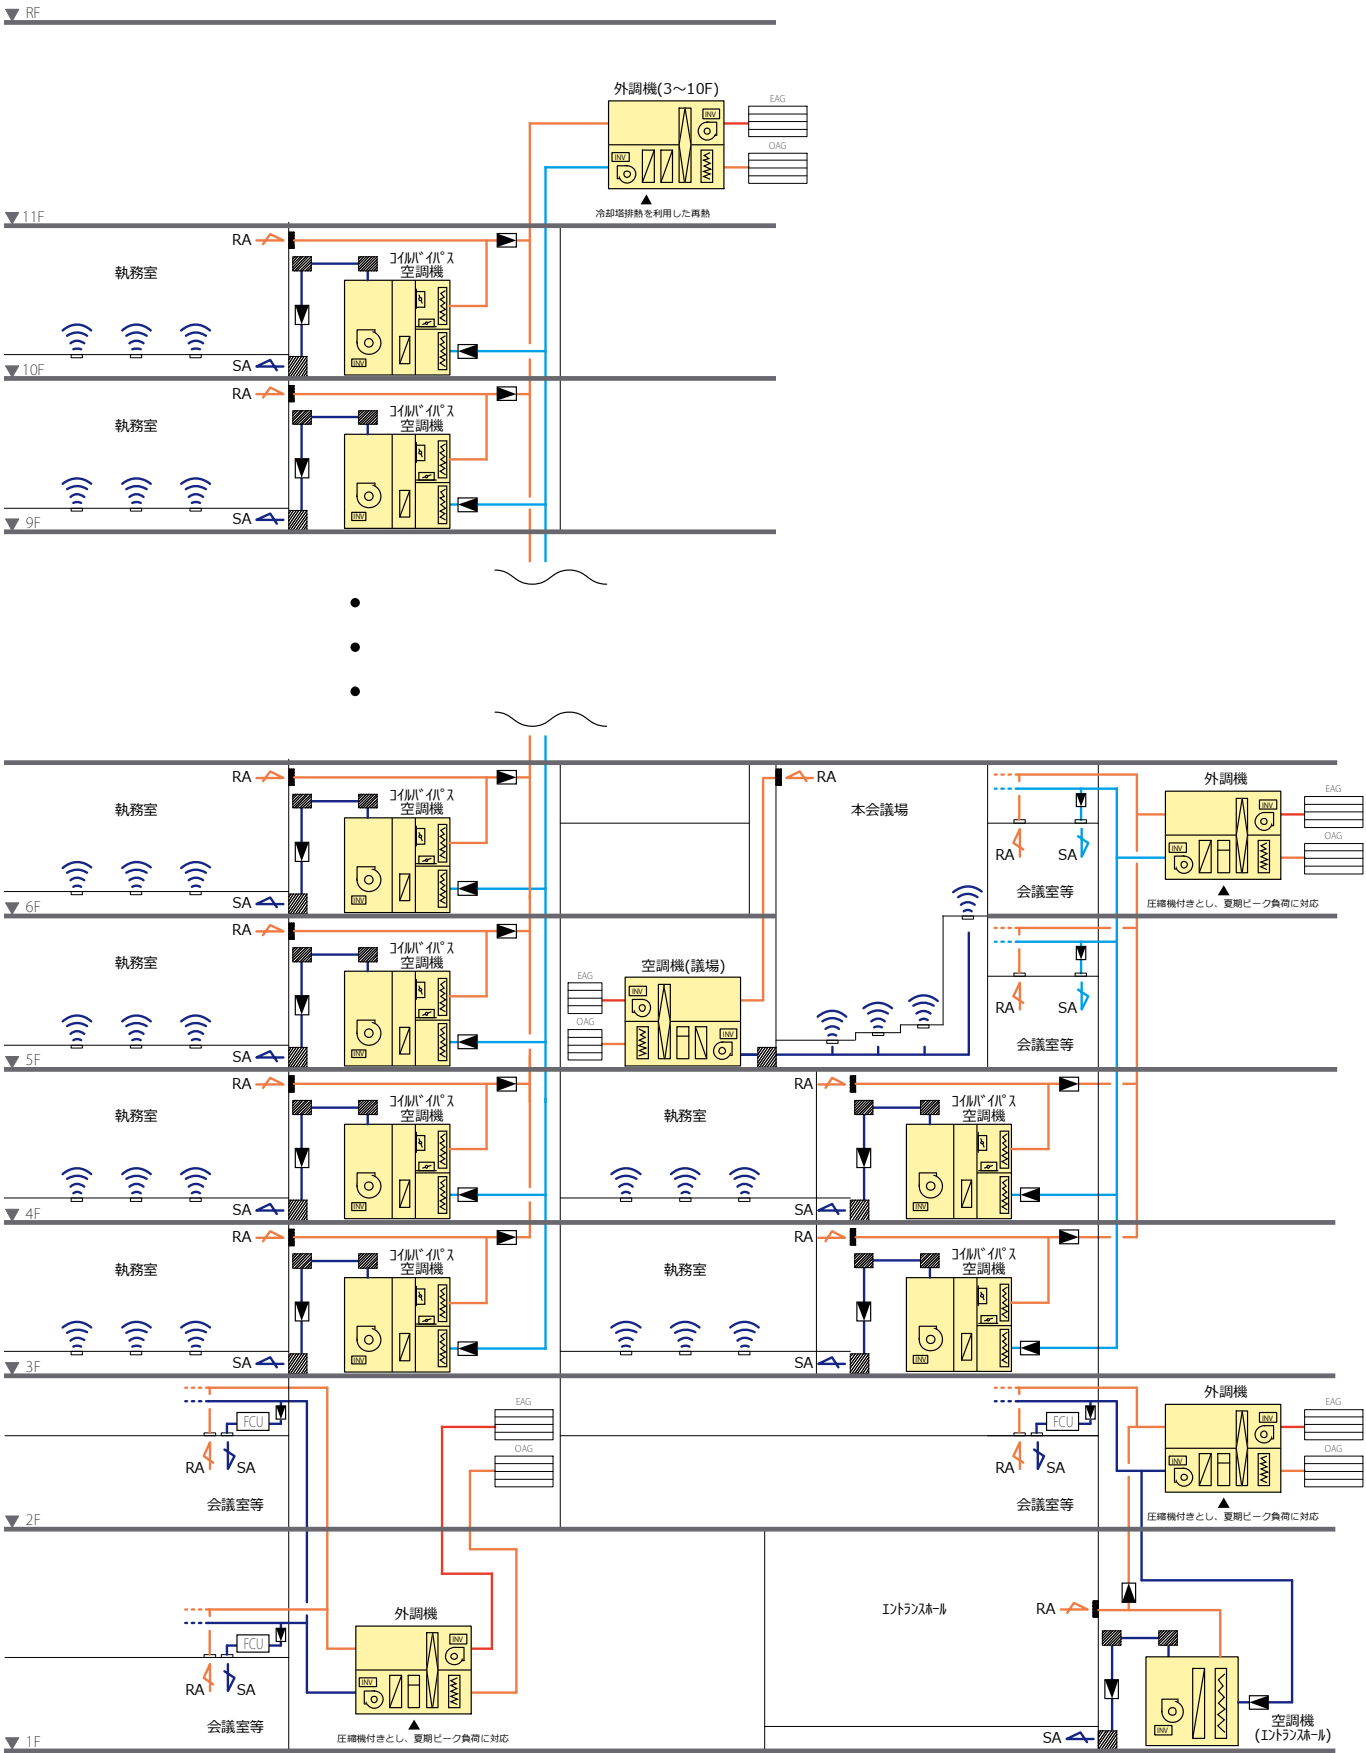 ▼ RF
外調機(3～10F)
EAG
INV
OAG
INV
冷却塔排熱を利用した再熱
▼ 11F
RA
執務室
コイルバイパス
空調機
INV
SA
▼ 10F
RA
執務室
コイルバイパス
空調機
INV
SA
▼ 9F
RA
執務室
コイルバイパス
空調機
INV
SA
RA
本会議場
RA
SA
会議室等
外調機
EAG
INV
OAG
INV
圧縮機付きとし、夏期ピーク負荷に対応
▼ 6F
RA
執務室
コイルバイパス
空調機
INV
SA
空調機(議場)
EAG
INV
OAG
INV
RA
SA
会議室等
▼ 5F
RA
執務室
コイルバイパス
空調機
INV
SA
RA
執務室
コイルバイパス
空調機
INV
SA
▼ 4F
RA
執務室
コイルバイパス
空調機
INV
SA
RA
執務室
コイルバイパス
空調機
INV
SA
▼ 3F
FCU
RA
SA
会議室等
EAG
OAG
FCU
RA
SA
会議室等
外調機
EAG
INV
OAG
INV
圧縮機付きとし、夏期ピーク負荷に対応
▼ 2F
FCU
RA
SA
会議室等
外調機
INV
INV
圧縮機付きとし、夏期ピーク負荷に対応
エントランスホール
RA
INV
空調機
(エントランスホール)
SA
▼ 1F